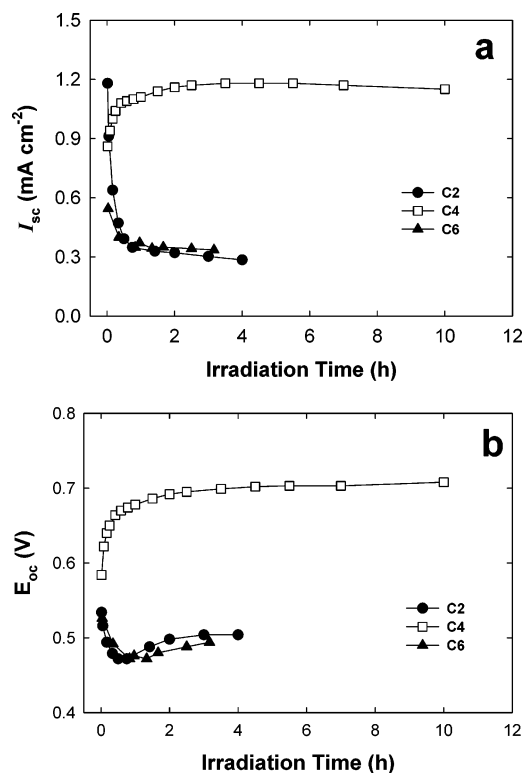 a
1.5
1.2
0.9
0.6
0.3
0.0
I_sc (mA cm^-2)
C2
C4
C6
0 2 4 6 8 10 12
Irradiation Time (h)
b
0.8
0.7
0.6
0.5
0.4
E_oc (V)
C2
C4
C6
0 2 4 6 8 10 12
Irradiation Time (h)